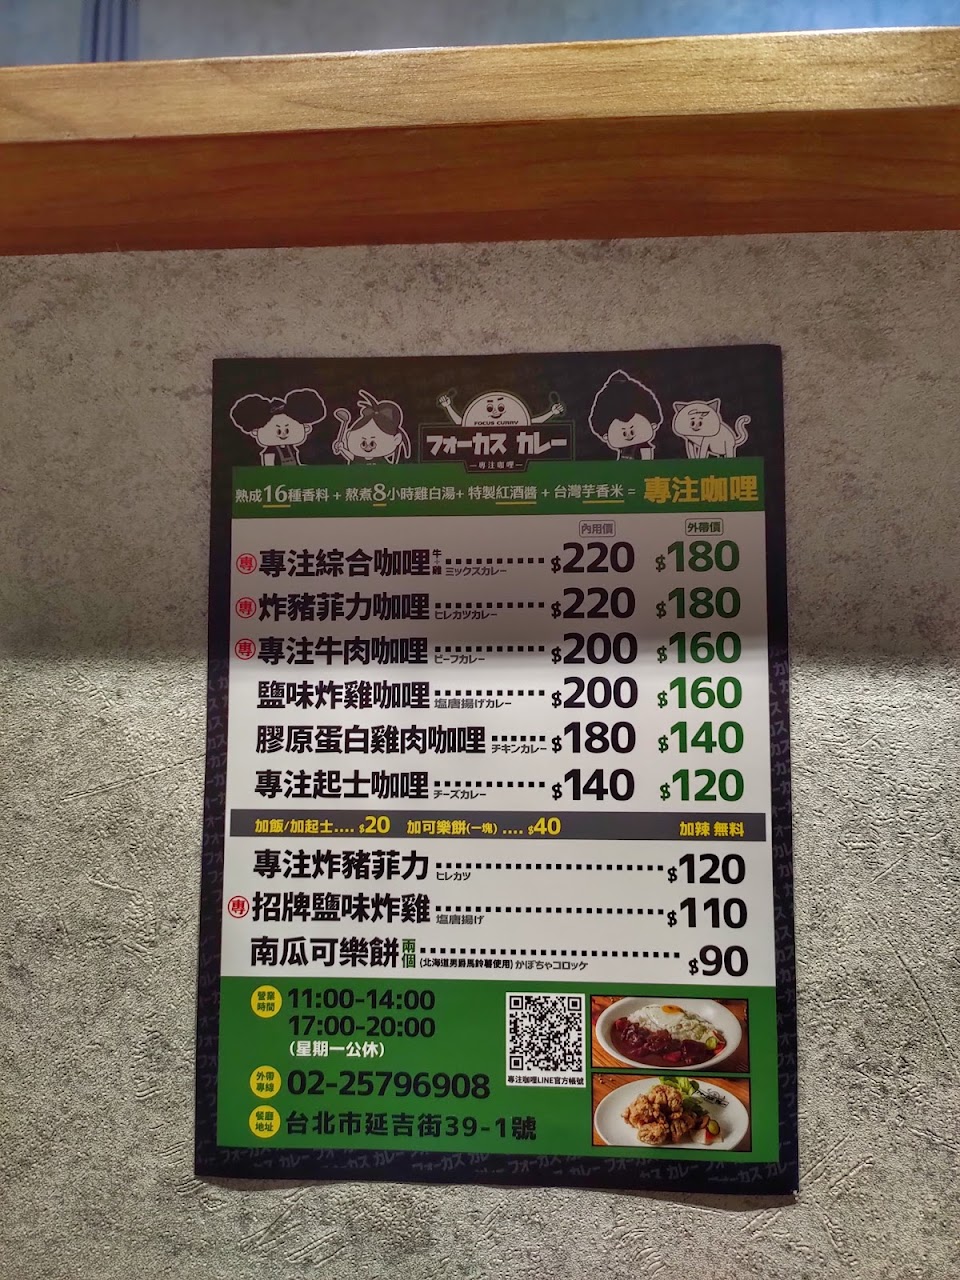 FOCUS CURRY
フォーカス カレー
専注咖哩
熟成16種香料 + 熬煮8小時雞白湯+ 特製紅酒醬 + 台灣芋香米 = 專注咖哩
內用價 外帶價
專 專注綜合咖哩 牛+雞 ミックスカレー $220 $180
專 炸豬菲力咖哩 ヒレカツカレー $220 $180
專 專注牛肉咖哩 ビーフカレー $200 $160
鹽味炸雞咖哩 塩唐揚げカレー $200 $160
膠原蛋白雞肉咖哩 チキンカレー $180 $140
專注起士咖哩 チーズカレー $140 $120
加飯/加起士.... $20 加可樂餅(一塊) .... $40 加辣 無料
專注炸豬菲力 ヒレカツ $120
專 招牌鹽味炸雞 塩唐揚げ $110
南瓜可樂餅 兩個 (北海道男爵馬鈴薯使用) かぼちゃコロッケ $90
營業時間 11:00-14:00
17:00-20:00
(星期一公休)
外帶專線 02-25796908
餐廳地址 台北市延吉街39-1號
專注咖哩LINE官方帳號